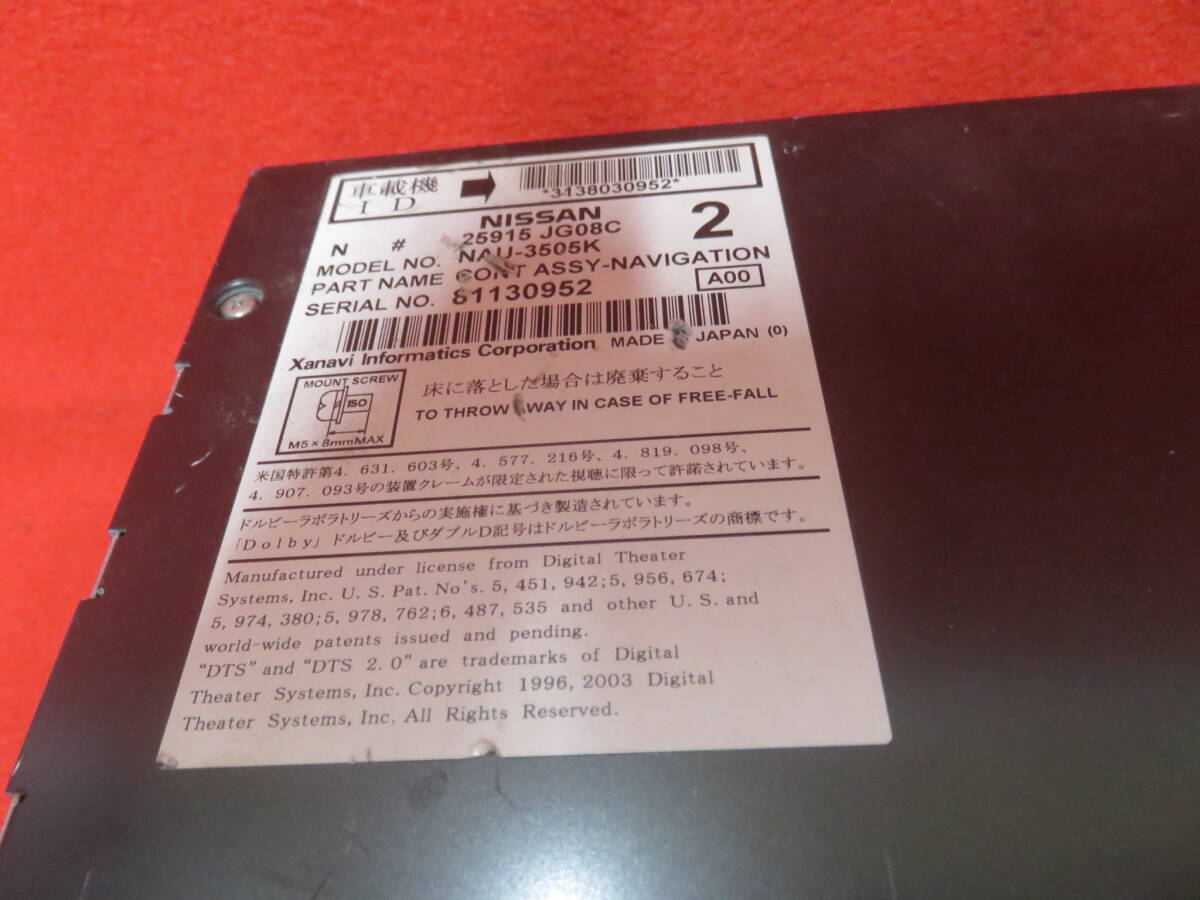 車載機
ID
*3138030952*
NISSAN
N # 25915 JG08C
2
MODEL NO. NAU-3505K
PART NAME CONT ASSY-NAVIGATION
SERIAL NO. 81130952
A00
Xanavi Informatics Corporation MADE JAPAN (0)
MOUNT SCREW
ISO
M5×8mmMAX
床に落とした場合は廃棄すること
TO THROW AWAY IN CASE OF FREE-FALL
米国特許第4. 631. 603号、4. 577. 216号、4. 819. 098号、
4. 907. 093号の装置クレームが限定された視聴に限って許諾されています。
ドルビーラボラトリーズからの実施権に基づき製造されています。
「Dolby」ドルビー及びダブルD記号はドルビーラボラトリーズの商標です。
Manufactured under license from Digital Theater
Systems, Inc. U.S. Pat. No's. 5, 451, 942; 5, 956, 674;
5, 974, 380; 5, 978, 762; 6, 487, 535 and other U.S. and
world-wide patents issued and pending.
"DTS" and "DTS 2.0" are trademarks of Digital
Theater Systems, Inc. Copyright 1996, 2003 Digital
Theater Systems, Inc. All Rights Reserved.